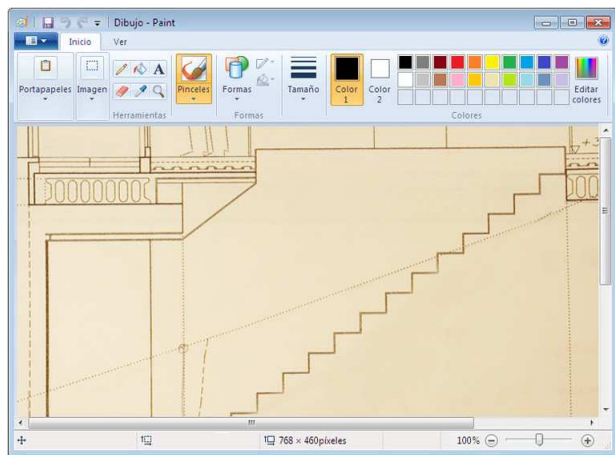 Dibujo - Paint
Inicio Ver
Portapapeles Imagen Herramientas Pinceles Formas Tamaño Color 1 Color 2 Editar colores
Herramientas Formas Colores
768 × 460píxeles 100%